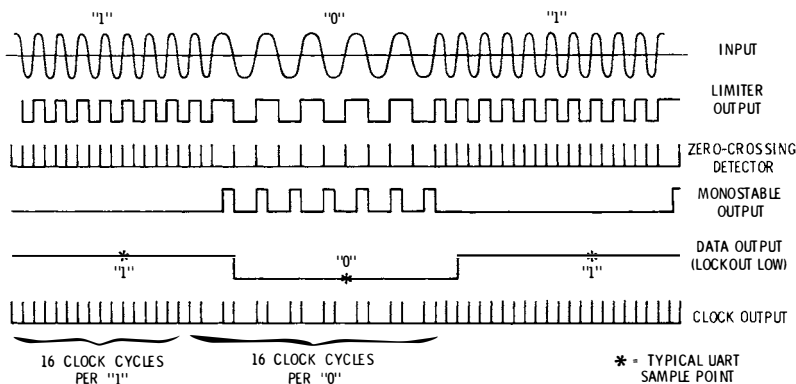 "1" "0" "1"
INPUT
LIMITER
OUTPUT
ZERO-CROSSING
DETECTOR
MONOSTABLE
OUTPUT
DATA OUTPUT
(LOCKOUT LOW)
"1" "0" "1"
CLOCK OUTPUT
16 CLOCK CYCLES
PER "1"
16 CLOCK CYCLES
PER "0"
* = TYPICAL UART
SAMPLE POINT